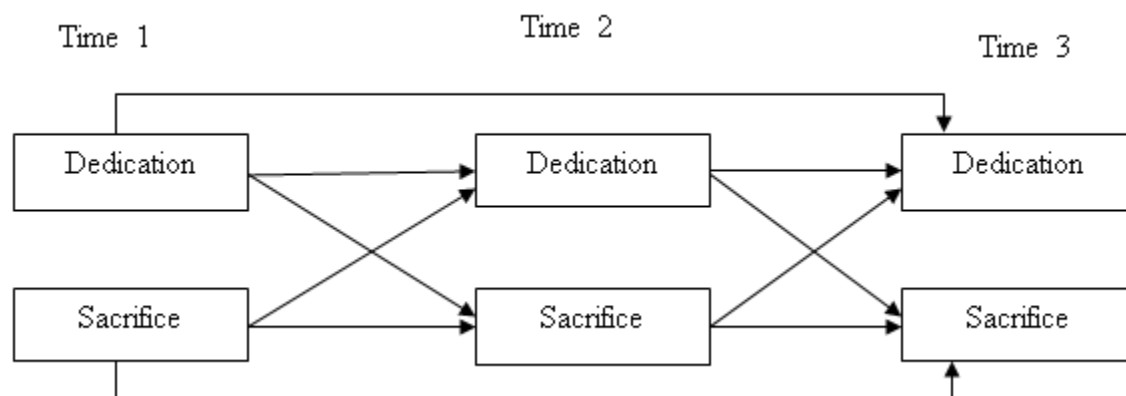 Time 1
Time 2
Time 3
Dedication
Dedication
Dedication
Sacrifice
Sacrifice
Sacrifice